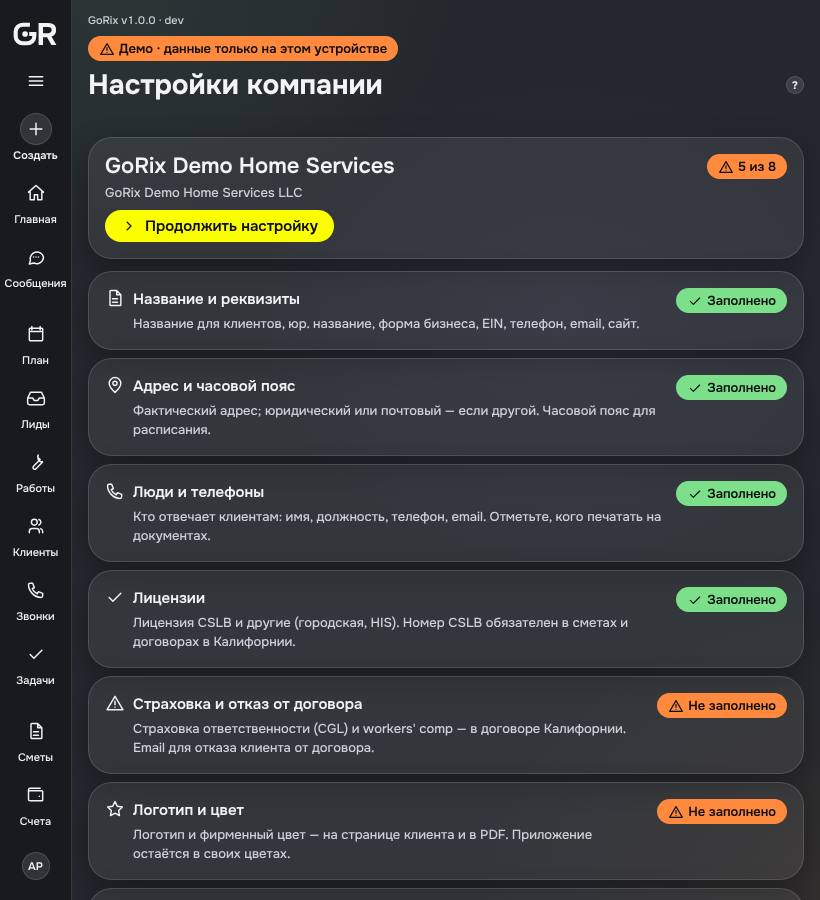 GR
GoRix v1.0.0 · dev
Демо · данные только на этом устройстве
Настройки компании
?
Создать
Главная
Сообщения
План
Лиды
Работы
Клиенты
Звонки
Задачи
Сметы
Счета
AP
GoRix Demo Home Services
5 из 8
GoRix Demo Home Services LLC
Продолжить настройку
Название и реквизиты
Заполнено
Название для клиентов, юр. название, форма бизнеса, EIN, телефон, email, сайт.
Адрес и часовой пояс
Заполнено
Фактический адрес; юридический или почтовый — если другой. Часовой пояс для
расписания.
Люди и телефоны
Заполнено
Кто отвечает клиентам: имя, должность, телефон, email. Отметьте, кого печатать на
документах.
Лицензии
Заполнено
Лицензия CSLB и другие (городская, HIS). Номер CSLB обязателен в сметах и
договорах в Калифорнии.
Страховка и отказ от договора
Не заполнено
Страховка ответственности (CGL) и workers' comp — в договоре Калифорнии.
Email для отказа клиента от договора.
Логотип и цвет
Не заполнено
Логотип и фирменный цвет — на странице клиента и в PDF. Приложение
остаётся в своих цветах.